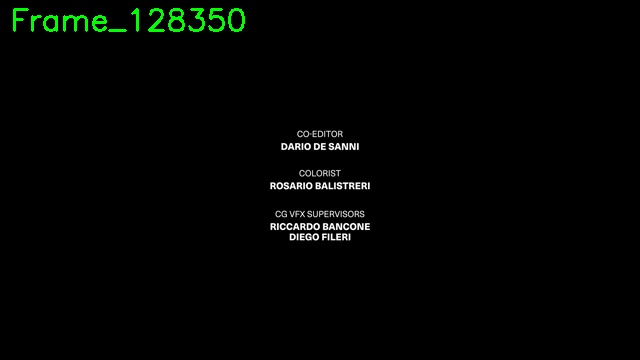 Frame_128350
CO-EDITOR
DARIO DE SANNI
COLORIST
ROSARIO BALISTRERI
CG VFX SUPERVISORS
RICCARDO BANCONE
DIEGO FILERI